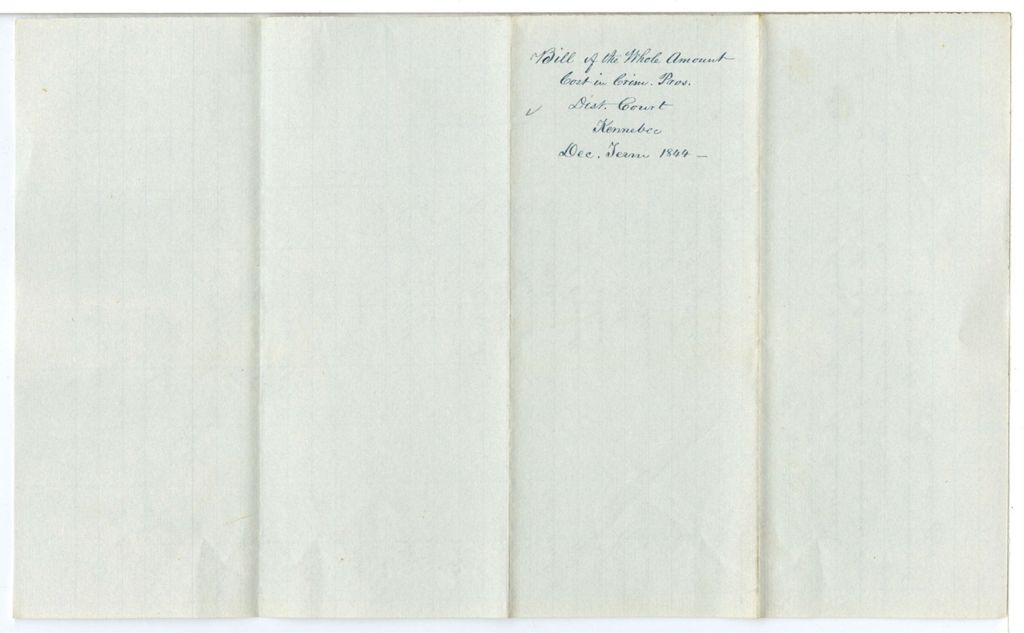 Bill of the Whole Amount
Cost in Crim. Pros.
Dist. Court
Kennebec
Dec. Term 1844 —